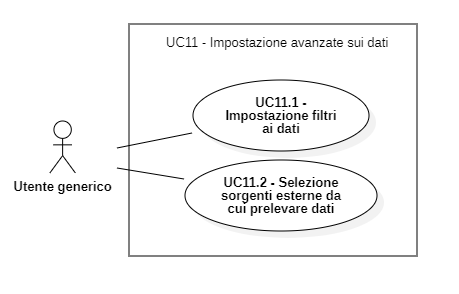 UC11 - Impostazione avanzate sui dati
UC11.1 -
Impostazione filtri
ai dati
Utente generico
UC11.2 - Selezione
sorgenti esterne da
cui prelevare dati